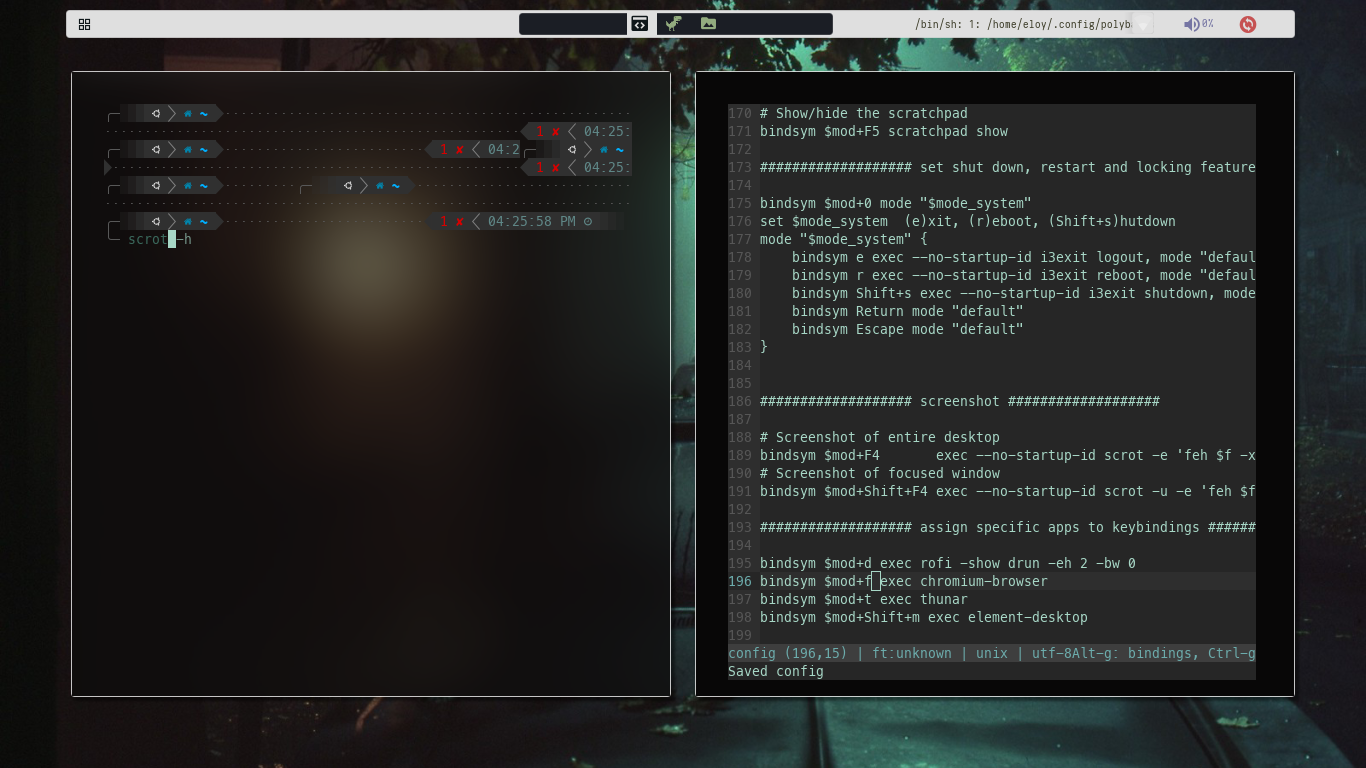 /bin/sh: 1: /home/eloy/.config/polyb
0%
~
1 ✘ 04:25:
~ 1 ✘ 04:2 ~
1 ✘ 04:25:
~ ~
~ 1 ✘ 04:25:58 PM
scrot -h
170 # Show/hide the scratchpad
171 bindsym $mod+F5 scratchpad show
172
173 ################### set shut down, restart and locking feature
174
175 bindsym $mod+0 mode "$mode_system"
176 set $mode_system  (e)xit, (r)eboot, (Shift+s)hutdown
177 mode "$mode_system" {
178     bindsym e exec --no-startup-id i3exit logout, mode "defaul
179     bindsym r exec --no-startup-id i3exit reboot, mode "defaul
180     bindsym Shift+s exec --no-startup-id i3exit shutdown, mode
181     bindsym Return mode "default"
182     bindsym Escape mode "default"
183 }
184
185
186 ################### screenshot ###################
187
188 # Screenshot of entire desktop
189 bindsym $mod+F4       exec --no-startup-id scrot -e 'feh $f -x
190 # Screenshot of focused window
191 bindsym $mod+Shift+F4 exec --no-startup-id scrot -u -e 'feh $f
192
193 ################### assign specific apps to keybindings ######
194
195 bindsym $mod+d exec rofi -show drun -eh 2 -bw 0
196 bindsym $mod+f exec chromium-browser
197 bindsym $mod+t exec thunar
198 bindsym $mod+Shift+m exec element-desktop
199
config (196,15) | ft:unknown | unix | utf-8Alt-g: bindings, Ctrl-g
Saved config